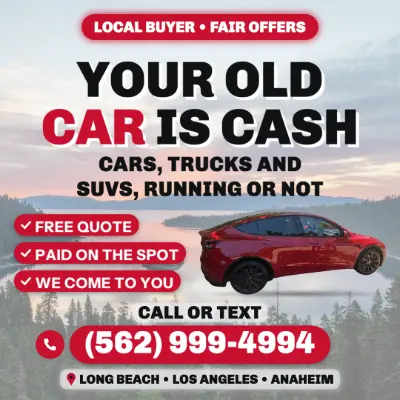 LOCAL BUYER • FAIR OFFERS
YOUR OLD
CAR IS CASH
CARS, TRUCKS AND
SUVS, RUNNING OR NOT
FREE QUOTE
PAID ON THE SPOT
WE COME TO YOU
CALL OR TEXT
(562) 999-4994
LONG BEACH • LOS ANGELES • ANAHEIM